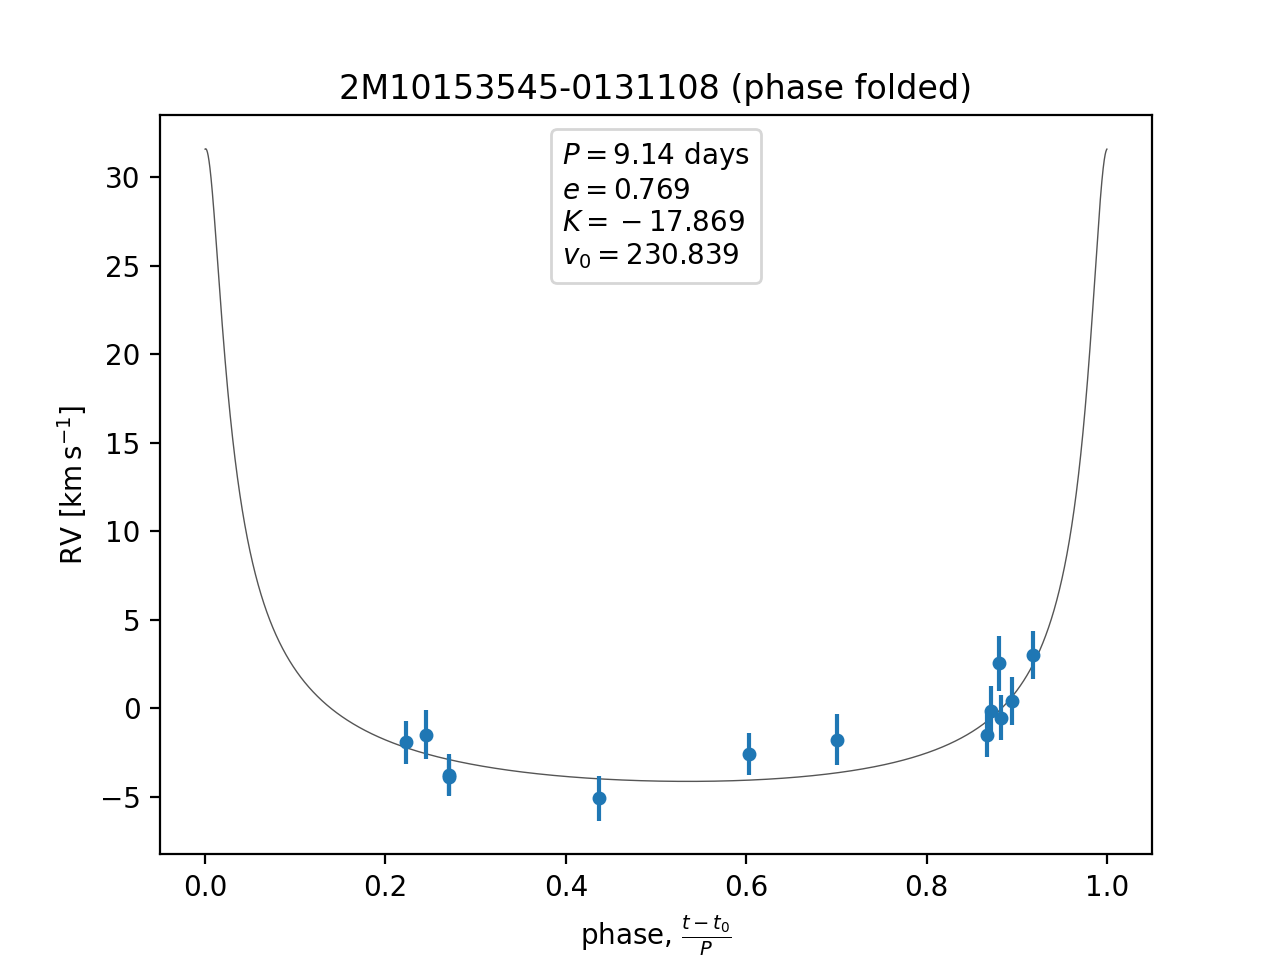 2M10153545-0131108 (phase folded)
P = 9.14 days
e = 0.769
K = −17.869
v₀ = 230.839
30
25
20
15
10
5
0
−5
RV [km s⁻¹]
0.0 0.2 0.4 0.6 0.8 1.0
phase, (t − t₀)/P